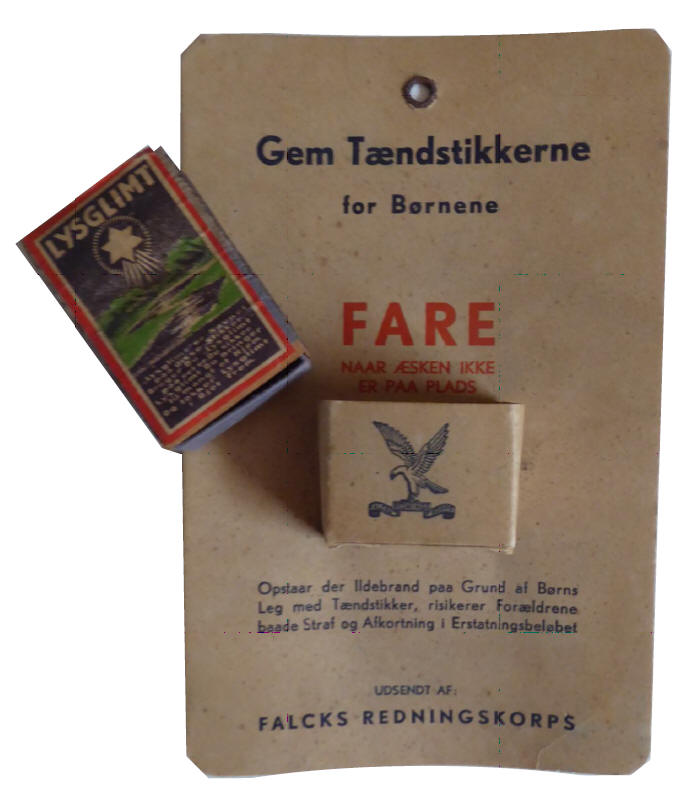 Gem Tændstikkerne
for Børnene
LYSGLIMT
FARE
NAAR ÆSKEN IKKE
ER PAA PLADS
Opstaar der Ildebrand paa Grund af Børns
Leg med Tændstikker, risikerer Forældrene
baade Straf og Afkortning i Erstatningsbeløbet
UDSENDT AF:
FALCKS REDNINGSKORPS